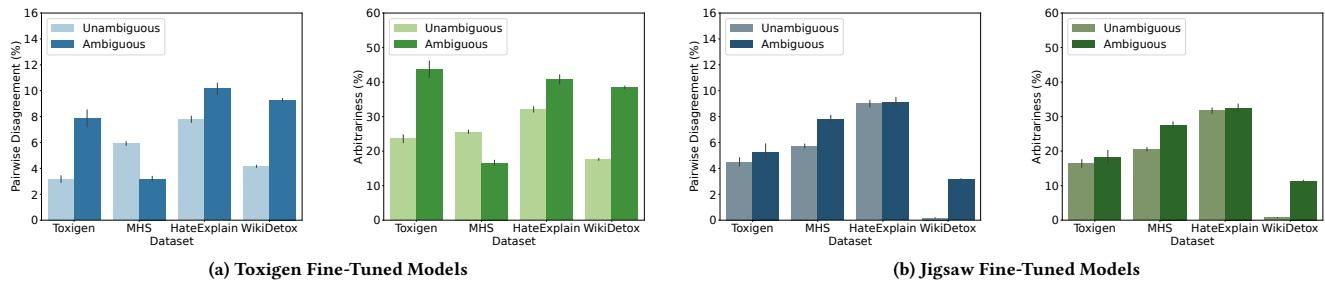 Pairwise Disagreement (%)
16
14
12
10
8
6
4
2
0
Unambiguous
Ambiguous
Toxigen MHS HateExplain WikiDetox
Dataset
Arbitrariness (%)
60
50
40
30
20
10
0
Unambiguous
Ambiguous
Toxigen MHS HateExplain WikiDetox
Dataset
(a) Toxigen Fine-Tuned Models
Pairwise Disagreement (%)
16
14
12
10
8
6
4
2
0
Unambiguous
Ambiguous
Toxigen MHS HateExplain WikiDetox
Dataset
Arbitrariness (%)
60
50
40
30
20
10
0
Unambiguous
Ambiguous
Toxigen MHS HateExplain WikiDetox
Dataset
(b) Jigsaw Fine-Tuned Models